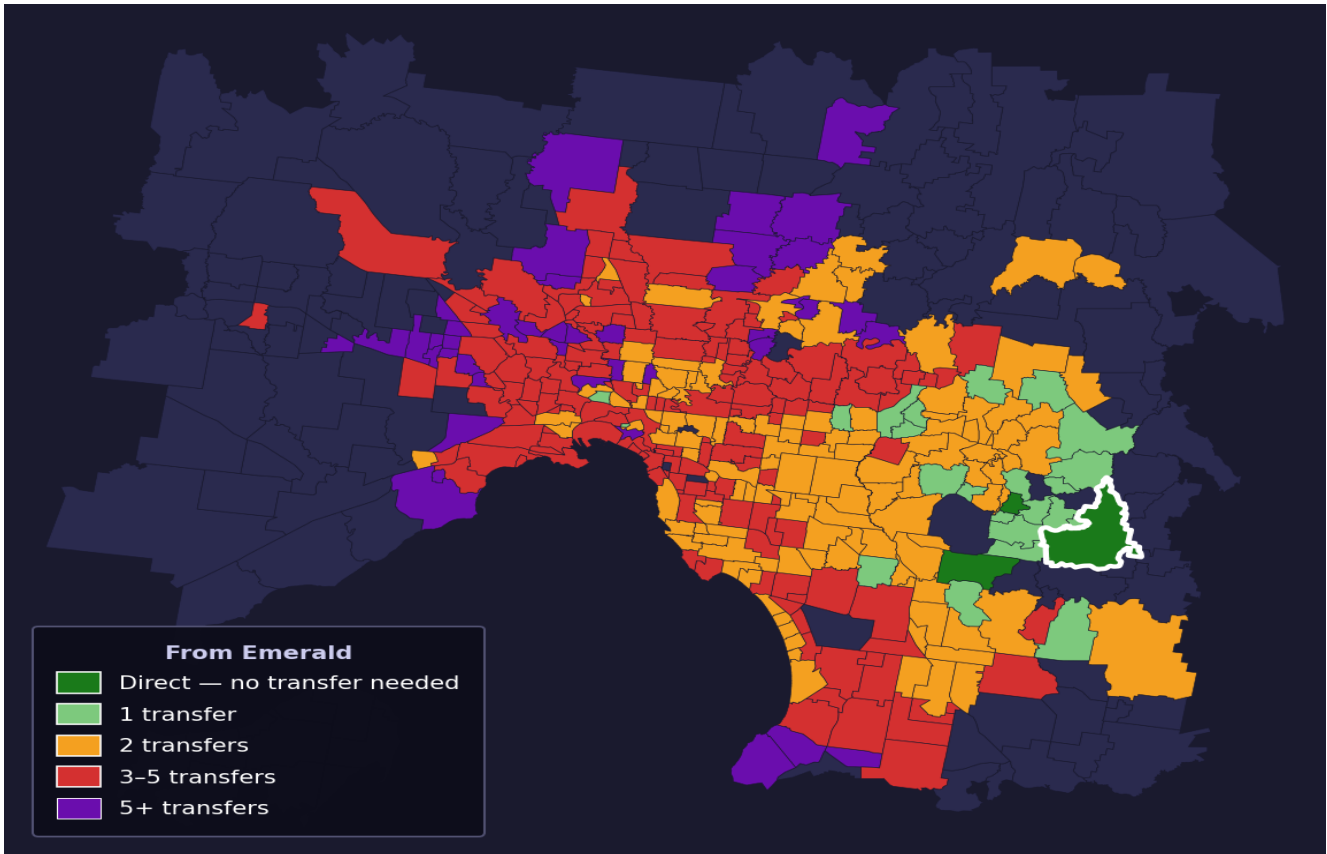 From Emerald
Direct — no transfer needed
1 transfer
2 transfers
3–5 transfers
5+ transfers